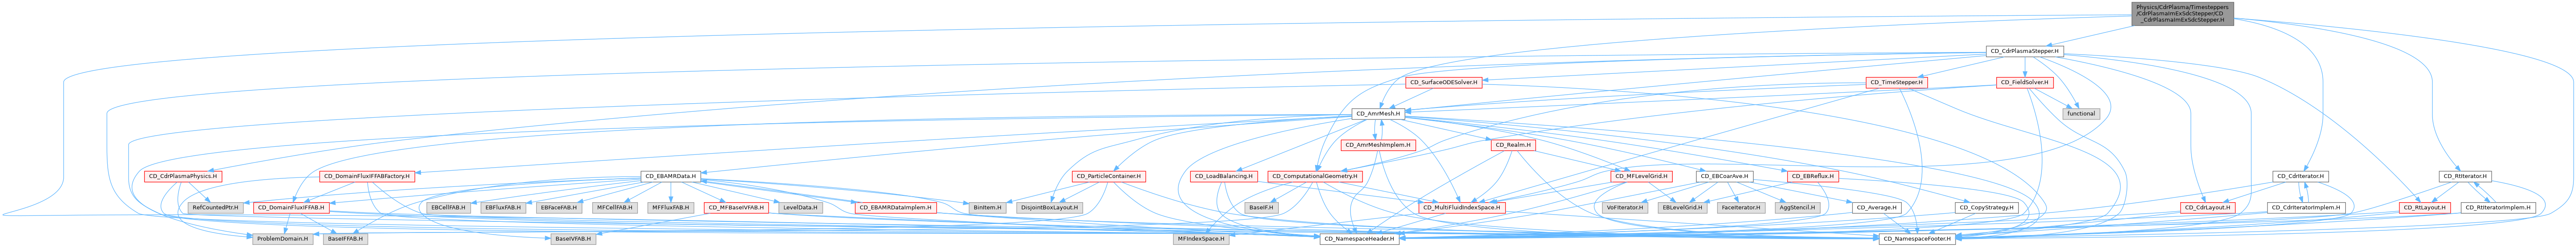 Physics/CdrPlasma/Timesteppers
/CdrPlasmaImExSdcStepper/CD
_CdrPlasmaImExSdcStepper.H
CD_CdrPlasmaStepper.H
CD_SurfaceODESolver.H
CD_TimeStepper.H
CD_FieldSolver.H
CD_AmrMesh.H
functional
CD_AmrMeshImplem.H
CD_Realm.H
CD_CdrPlasmaPhysics.H
CD_DomainFluxIFFABFactory.H
CD_EBAMRData.H
CD_ParticleContainer.H
CD_LoadBalancing.H
CD_ComputationalGeometry.H
CD_MFLevelGrid.H
CD_EBCoarAve.H
CD_EBReflux.H
CD_CdrIterator.H
CD_RtIterator.H
RefCountedPtr.H
CD_DomainFluxIFFAB.H
EBCellFAB.H
EBFluxFAB.H
EBFaceFAB.H
MFCellFAB.H
MFFluxFAB.H
CD_MFBaseIVFAB.H
LevelData.H
CD_EBAMRDataImplem.H
BinItem.H
DisjointBoxLayout.H
BaseIF.H
CD_MultiFluidIndexSpace.H
VoFIterator.H
EBLevelGrid.H
FaceIterator.H
AggStencil.H
CD_Average.H
CD_CopyStrategy.H
CD_CdrLayout.H
CD_CdrIteratorImplem.H
CD_RtLayout.H
CD_RtIteratorImplem.H
ProblemDomain.H
BaseIFFAB.H
BaseIVFAB.H
MFIndexSpace.H
CD_NamespaceHeader.H
CD_NamespaceFooter.H